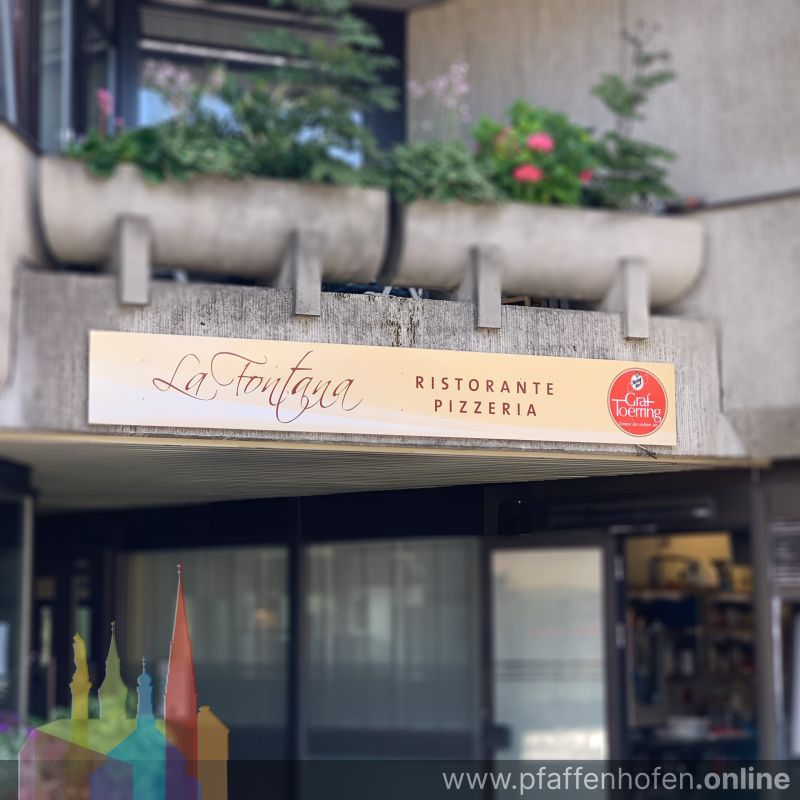 La Fontana
RISTORANTE
PIZZERIA
Graf
Toerring
www.pfaffenhofen.online